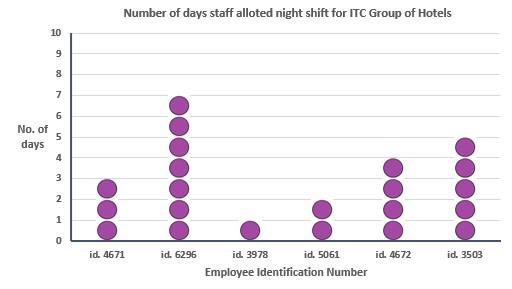 Number of days staff alloted night shift for ITC Group of Hotels
10
9
8
7
6
5
4
3
2
1
0
No. of
days
id. 4671 id. 6296 id. 3978 id. 5061 id. 4672 id. 3503
Employee Identification Number